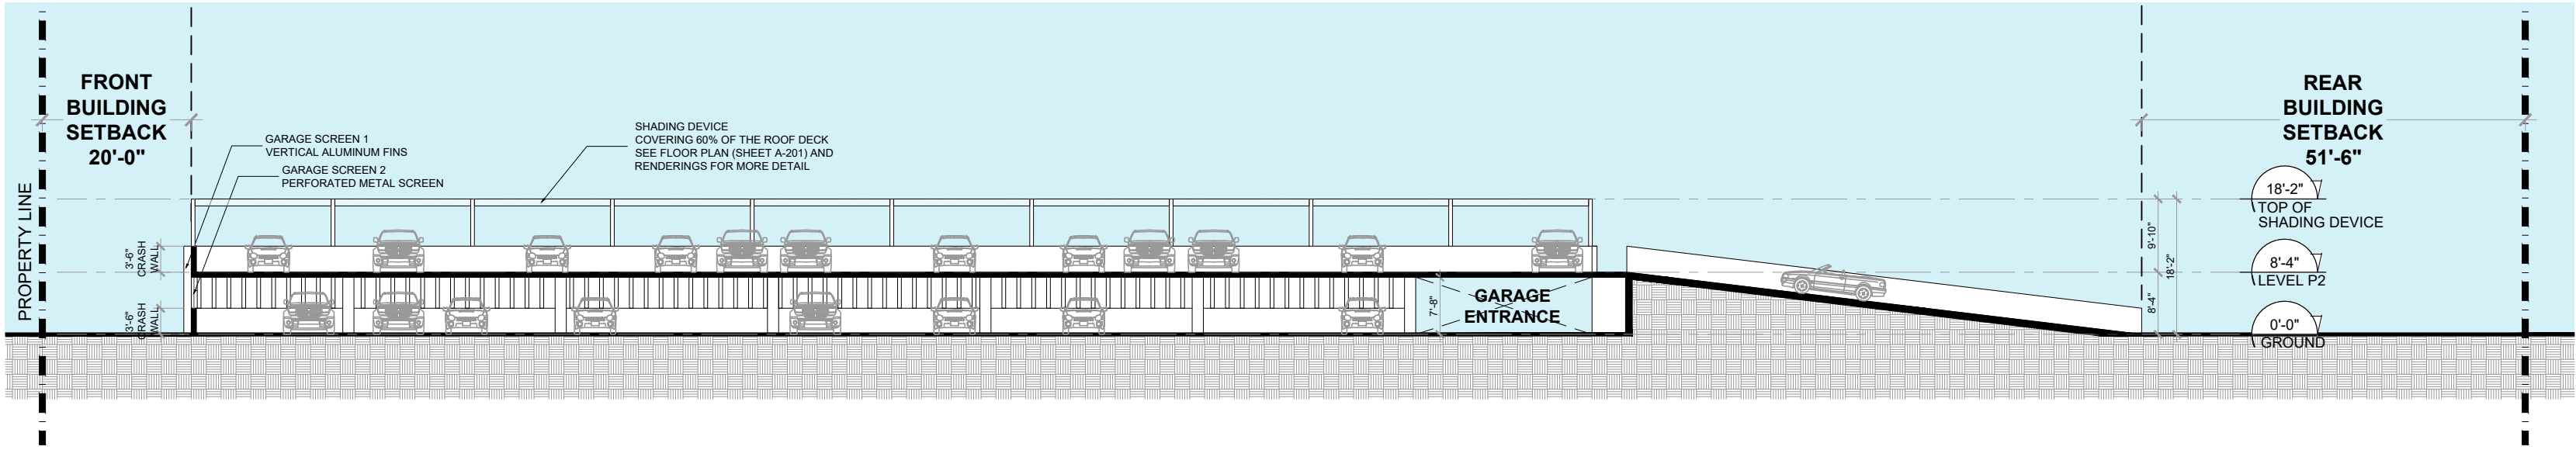 FRONT
BUILDING
SETBACK
20'-0"
PROPERTY LINE
GARAGE SCREEN 1
VERTICAL ALUMINUM FINS
GARAGE SCREEN 2
PERFORATED METAL SCREEN
SHADING DEVICE
COVERING 60% OF THE ROOF DECK
SEE FLOOR PLAN (SHEET A-201) AND
RENDERINGS FOR MORE DETAIL
3'-6"
CRASH
WALL
3'-6"
CRASH
WALL
7'-8"
GARAGE
ENTRANCE
REAR
BUILDING
SETBACK
51'-6"
9'-10"
18'-2"
8'-4"
18'-2"
TOP OF
SHADING DEVICE
8'-4"
LEVEL P2
0'-0"
GROUND